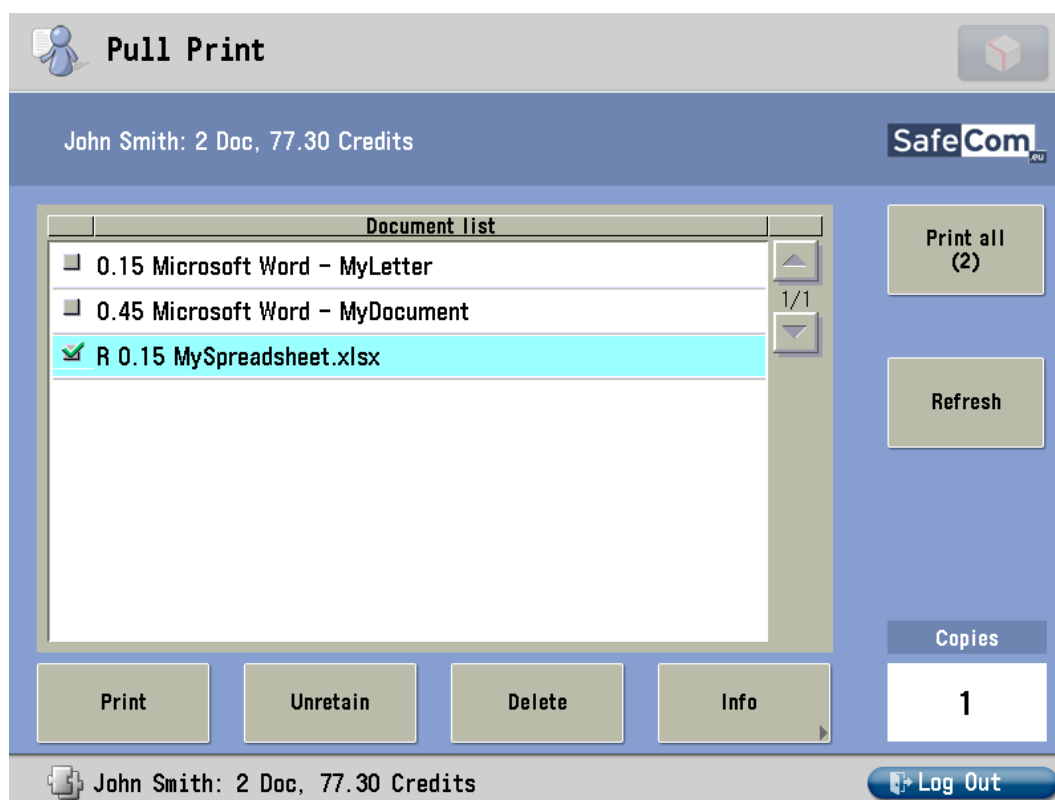 Pull Print
John Smith: 2 Doc, 77.30 Credits
SafeCom
.eu
Document list
0.15 Microsoft Word - MyLetter
0.45 Microsoft Word - MyDocument
R 0.15 MySpreadsheet.xlsx
1/1
Print all
(2)
Refresh
Copies
1
Print
Unretain
Delete
Info
John Smith: 2 Doc, 77.30 Credits
Log Out